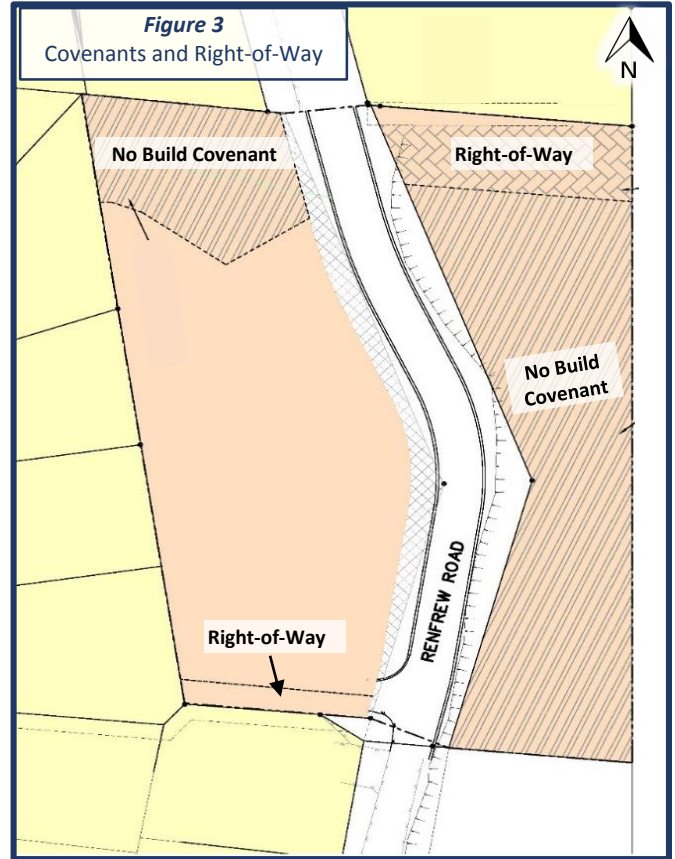 Figure 3
Covenants and Right-of-Way
N
No Build Covenant
Right-of-Way
No Build
Covenant
RENFREW ROAD
Right-of-Way